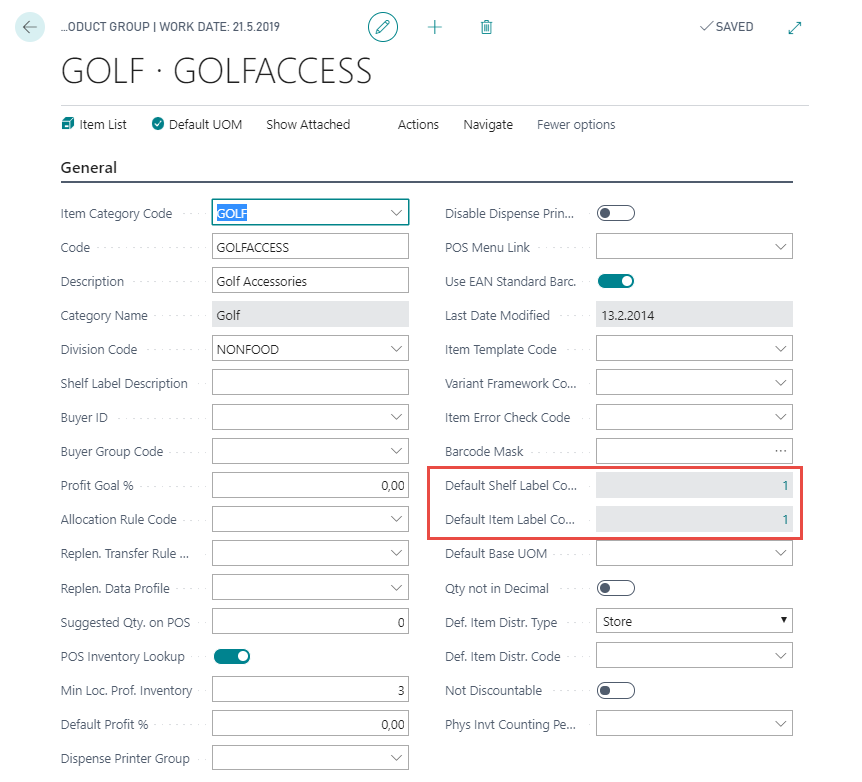 ...ODUCT GROUP | WORK DATE: 21.5.2019
SAVED
GOLF · GOLFACCESS
Item List
Default UOM
Show Attached
Actions
Navigate
Fewer options
General
Item Category Code GOLF
Code GOLFACCESS
Description Golf Accessories
Category Name Golf
Division Code NONFOOD
Shelf Label Description
Buyer ID
Buyer Group Code
Profit Goal % 0,00
Allocation Rule Code
Replen. Transfer Rule ...
Replen. Data Profile
Suggested Qty. on POS 0
POS Inventory Lookup
Min Loc. Prof. Inventory 3
Default Profit % 0,00
Dispense Printer Group
Disable Dispense Prin...
POS Menu Link
Use EAN Standard Barc.
Last Date Modified 13.2.2014
Item Template Code
Variant Framework Co...
Item Error Check Code
Barcode Mask ...
Default Shelf Label Co... 1
Default Item Label Co... 1
Default Base UOM
Qty not in Decimal
Def. Item Distr. Type Store
Def. Item Distr. Code
Not Discountable
Phys Invt Counting Pe...